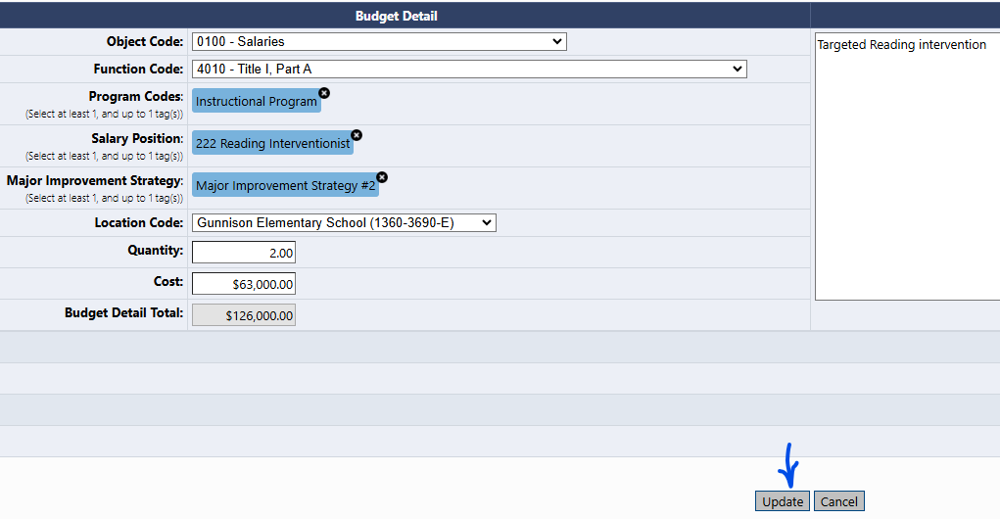 Budget Detail
Object Code: 0100 - Salaries
Targeted Reading intervention
Function Code: 4010 - Title I, Part A
Program Codes: Instructional Program
(Select at least 1, and up to 1 tag(s))
Salary Position: 222 Reading Interventionist
(Select at least 1, and up to 1 tag(s))
Major Improvement Strategy: Major Improvement Strategy #2
(Select at least 1, and up to 1 tag(s))
Location Code: Gunnison Elementary School (1360-3690-E)
Quantity: 2.00
Cost: $63,000.00
Budget Detail Total: $126,000.00
Update Cancel